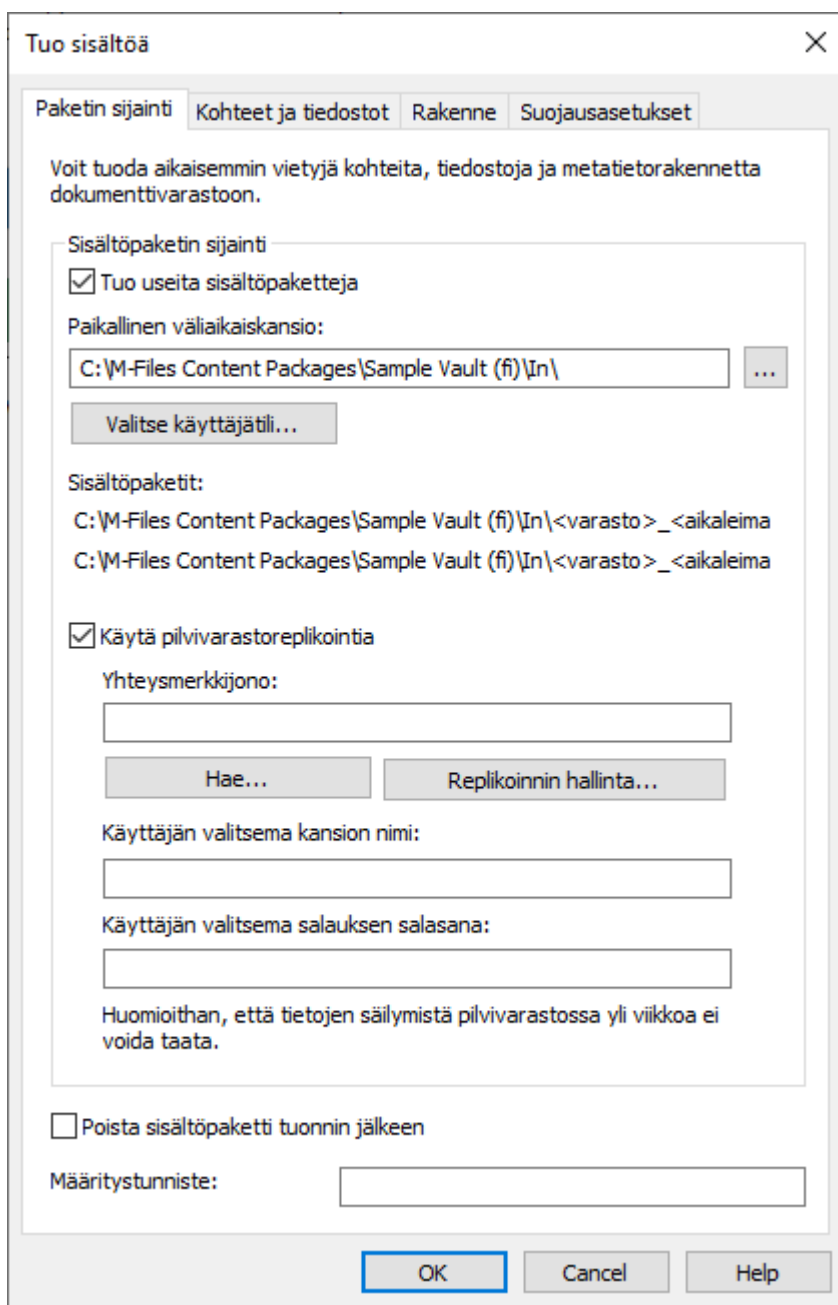 Tuo sisältöä
Paketin sijainti
Kohteet ja tiedostot
Rakenne
Suojausasetukset
Voit tuoda aikaisemmin vietyjä kohteita, tiedostoja ja metatietorakennetta
dokumenttivarastoon.
Sisältöpaketin sijainti
Tuo useita sisältöpaketteja
Paikallinen väliaikaiskansio:
C:\M-Files Content Packages\Sample Vault (fi)\In\
...
Valitse käyttäjätili...
Sisältöpaketit:
C:\M-Files Content Packages\Sample Vault (fi)\In\<varasto>_<aikaleima
C:\M-Files Content Packages\Sample Vault (fi)\In\<varasto>_<aikaleima
Käytä pilvivarastoreplikointia
Yhteysmerkkijono:
Hae...
Replikoinnin hallinta...
Käyttäjän valitsema kansion nimi:
Käyttäjän valitsema salauksen salasana:
Huomioithan, että tietojen säilymistä pilvivarastossa yli viikkoa ei
voida taata.
Poista sisältöpaketti tuonnin jälkeen
Määritystunniste:
OK
Cancel
Help